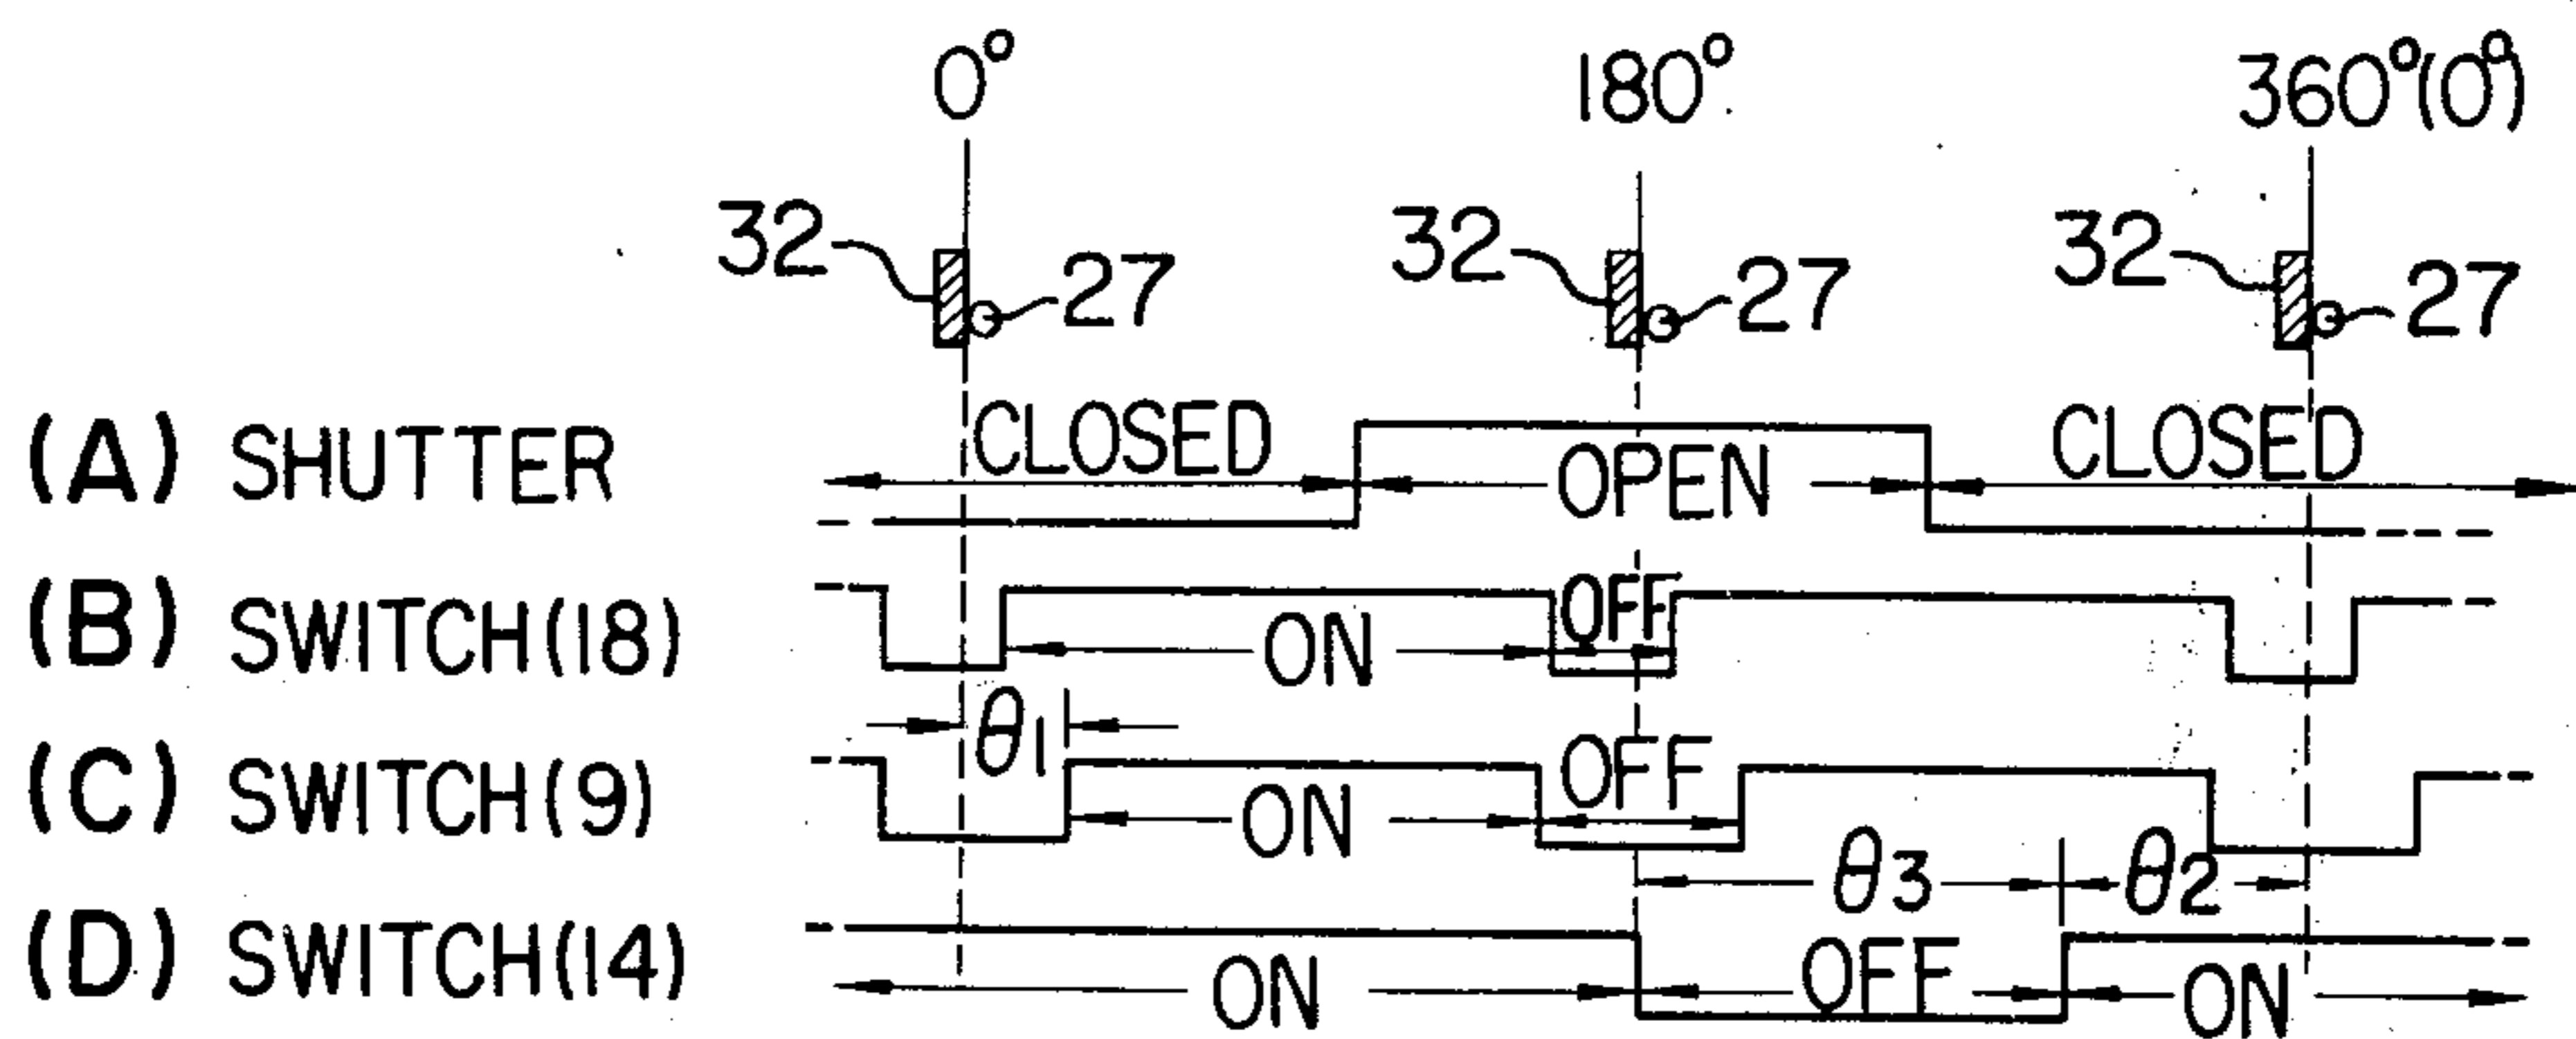 0° 180° 360°(0°)
32 27 32 27 32 27
(A) SHUTTER CLOSED OPEN CLOSED
(B) SWITCH(18) ON OFF
θ1
(C) SWITCH(9) ON OFF
θ3 θ2
(D) SWITCH(14) ON OFF ON